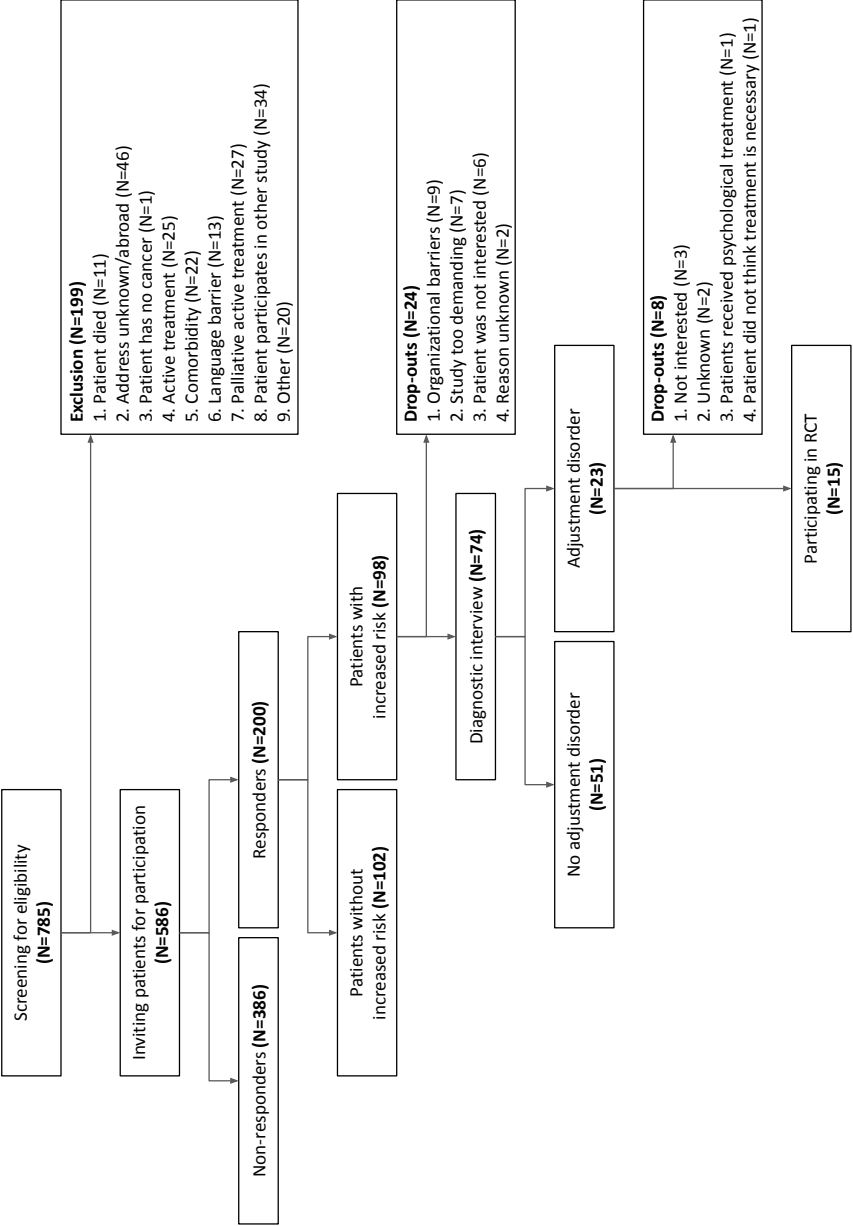 Screening for eligibility
(N=785)
Exclusion (N=199)
1. Patient died (N=11)
2. Address unknown/abroad (N=46)
3. Patient has no cancer (N=1)
4. Active treatment (N=25)
5. Comorbidity (N=22)
6. Language barrier (N=13)
7. Palliative active treatment (N=27)
8. Patient participates in other study (N=34)
9. Other (N=20)
Inviting patients for participation
(N=586)
Non-responders (N=386)
Responders (N=200)
Patients without
increased risk (N=102)
Patients with
increased risk (N=98)
Drop-outs (N=24)
1. Organizational barriers (N=9)
2. Study too demanding (N=7)
3. Patient was not interested (N=6)
4. Reason unknown (N=2)
Diagnostic interview (N=74)
No adjustment disorder
(N=51)
Adjustment disorder
(N=23)
Drop-outs (N=8)
1. Not interested (N=3)
2. Unknown (N=2)
3. Patients received psychological treatment (N=1)
4. Patient did not think treatment is necessary (N=1)
Participating in RCT
(N=15)